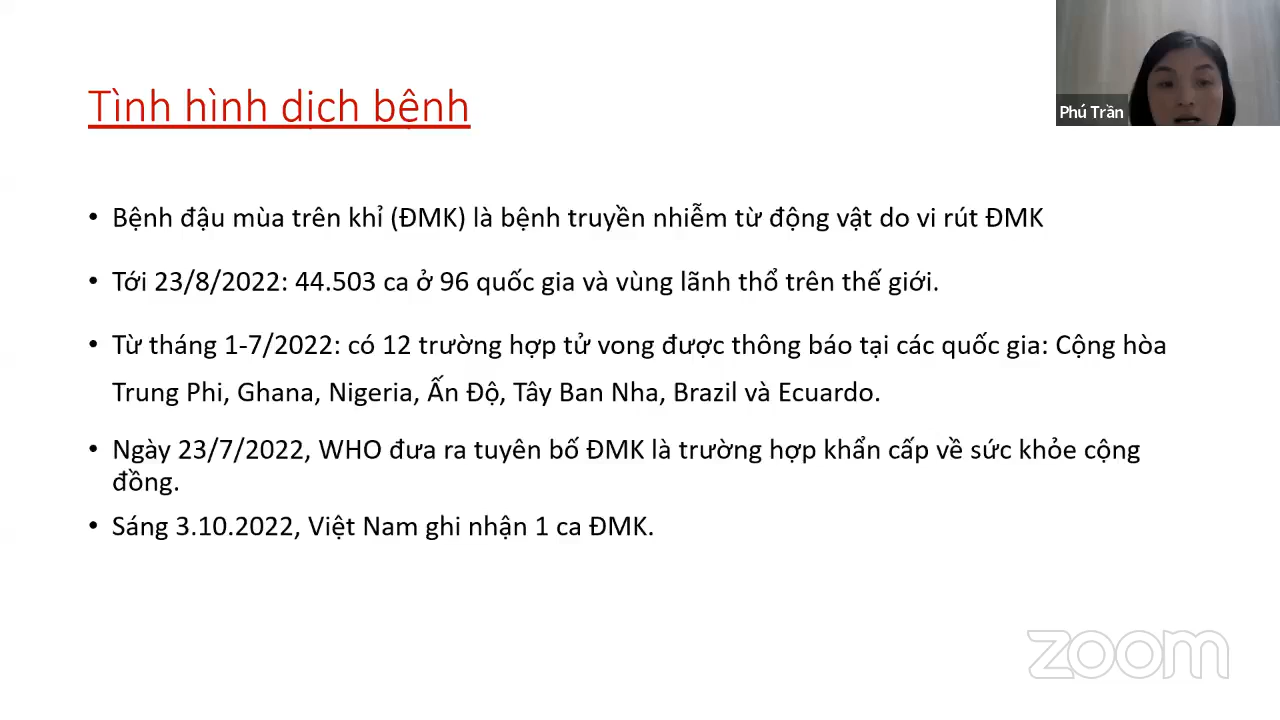 Tình hình dịch bệnh
Phú Trần
• Bệnh đậu mùa trên khỉ (ĐMK) là bệnh truyền nhiễm từ động vật do vi rút ĐMK
• Tới 23/8/2022: 44.503 ca ở 96 quốc gia và vùng lãnh thổ trên thế giới.
• Từ tháng 1-7/2022: có 12 trường hợp tử vong được thông báo tại các quốc gia: Cộng hòa
Trung Phi, Ghana, Nigeria, Ấn Độ, Tây Ban Nha, Brazil và Ecuardo.
• Ngày 23/7/2022, WHO đưa ra tuyên bố ĐMK là trường hợp khẩn cấp về sức khỏe cộng
đồng.
• Sáng 3.10.2022, Việt Nam ghi nhận 1 ca ĐMK.
zoom